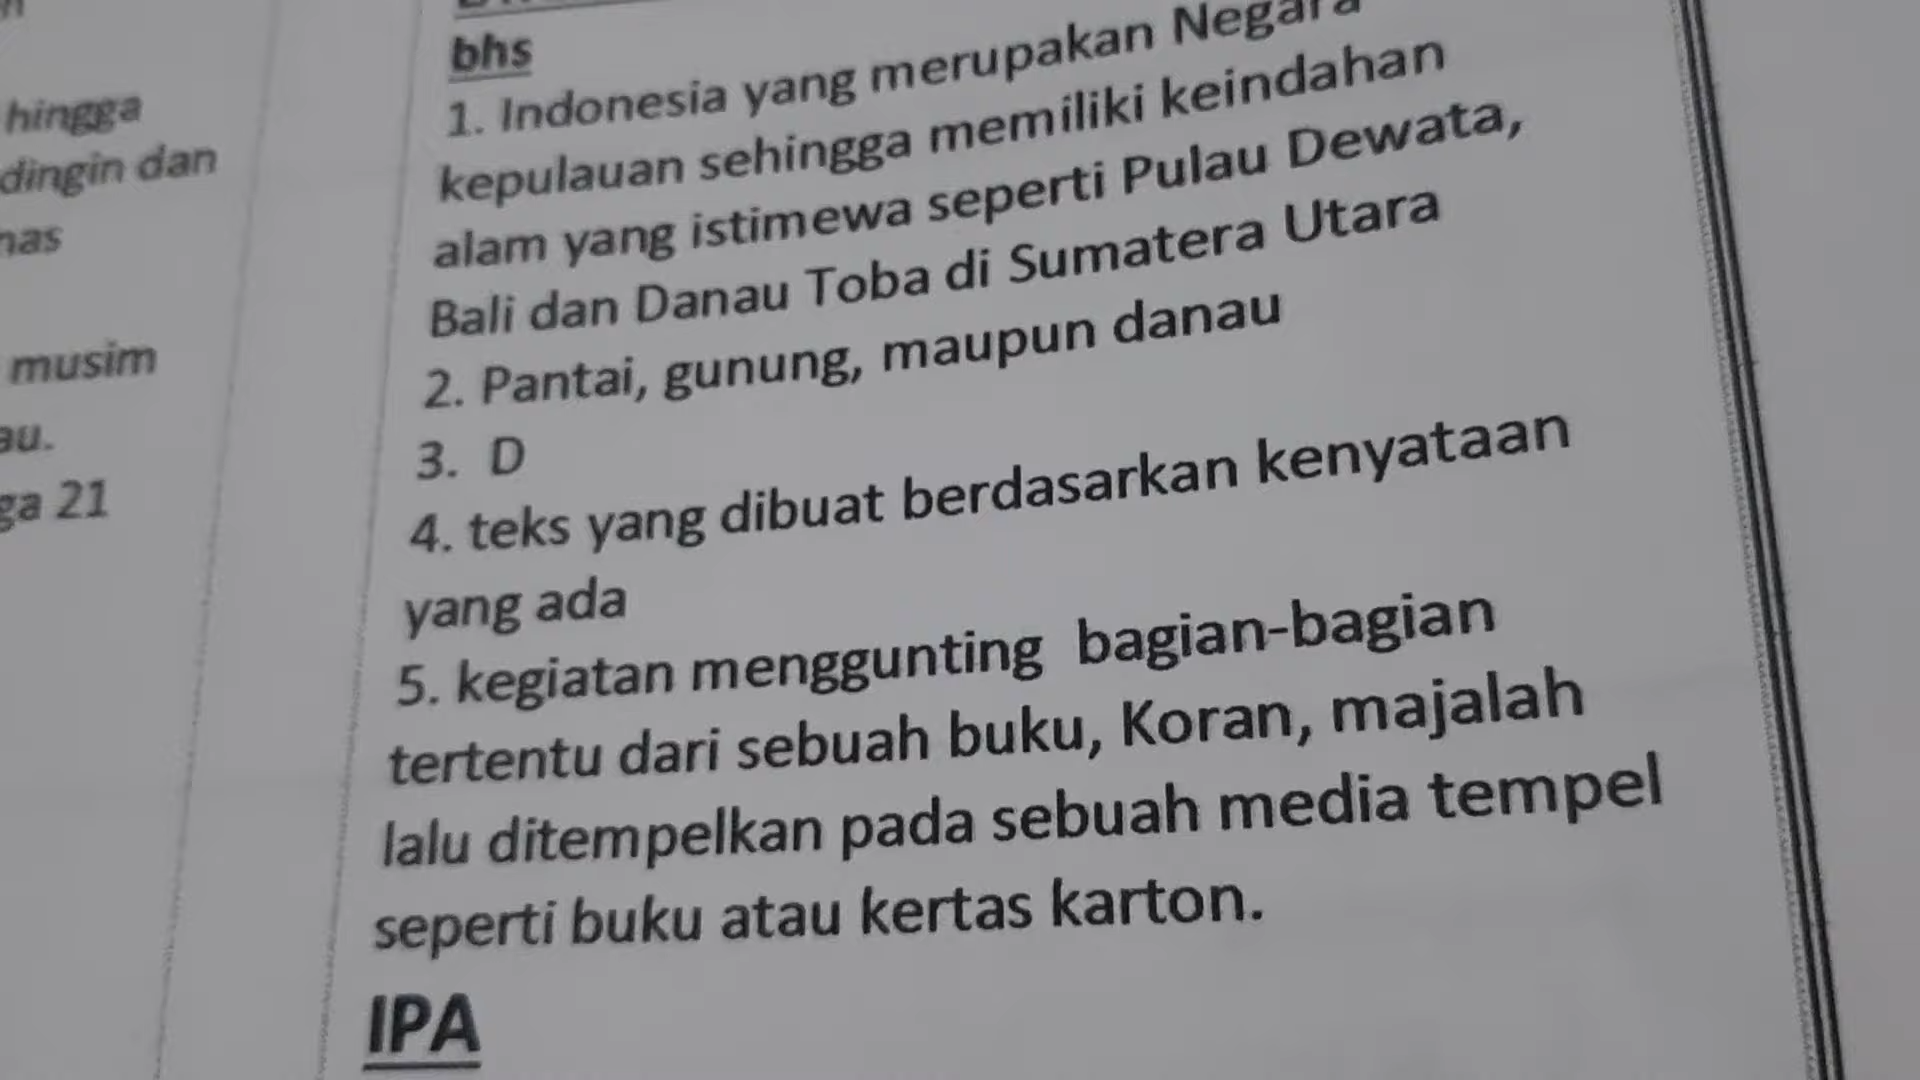 hingga
dingin dan
musim
21
bhs
1. Indonesia yang merupakan Negara
kepulauan sehingga memiliki keindahan
alam yang istimewa seperti Pulau Dewata,
Bali dan Danau Toba di Sumatera Utara
2. Pantai, gunung, maupun danau
3. D
4. teks yang dibuat berdasarkan kenyataan
yang ada
5. kegiatan menggunting bagian-bagian
tertentu dari sebuah buku, Koran, majalah
lalu ditempelkan pada sebuah media tempel
seperti buku atau kertas karton.
IPA